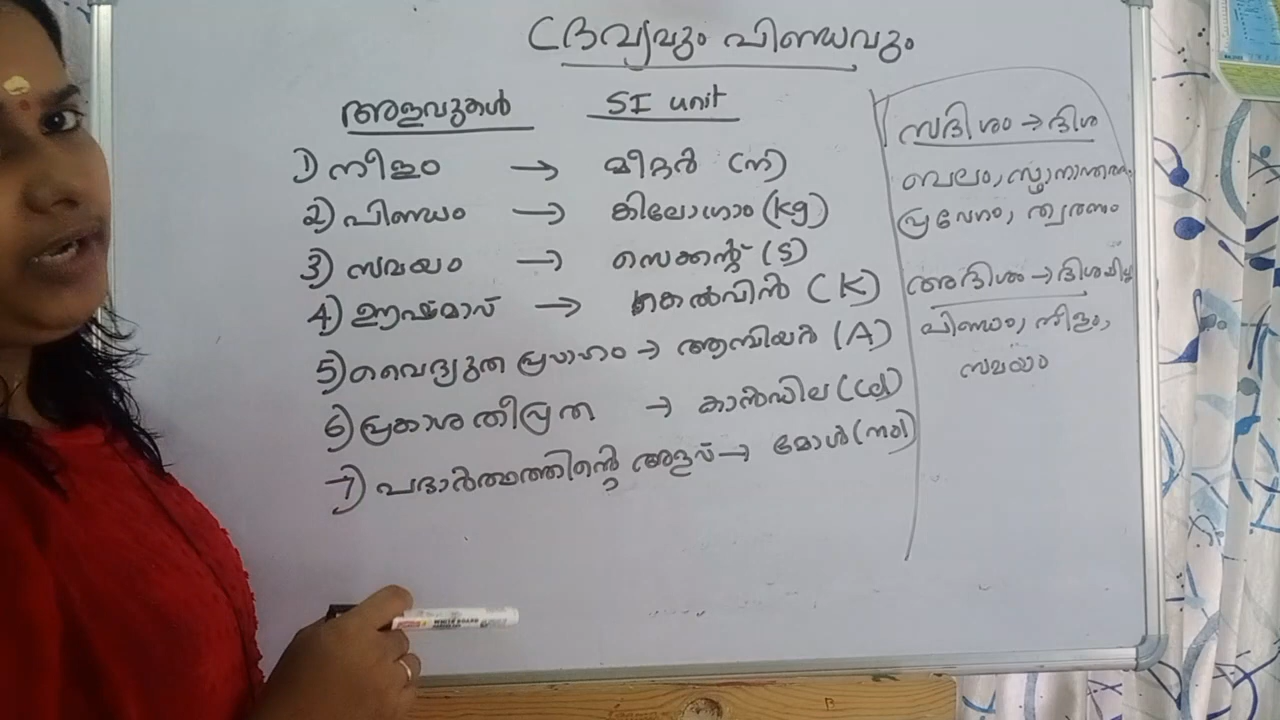 ദ്രവ്യവും പിണ്ഡവും
അളവുകൾ SI unit
1) നീളം → മീറ്റർ (m)
2) പിണ്ഡം → കിലോഗ്രാം (Kg)
3) സമയം → സെക്കന്റ് (S)
4) ഊഷ്മാവ് → കെൽവിൻ (K)
5) വൈദ്യുത പ്രവാഹം → ആമ്പിയർ (A)
6) പ്രകാശ തീവ്രത → കാൻഡില (Cd)
7) പദാർത്ഥത്തിന്റെ അളവ് → മോൾ (mol)
സദിശം → ദിശ
ബലം, സ്ഥാനാന്തരം,
പ്രവേഗം, ത്വരണം
അദിശം → ദിശയില്ല
പിണ്ഡം, നീളം,
സമയം
WHITE BOARD